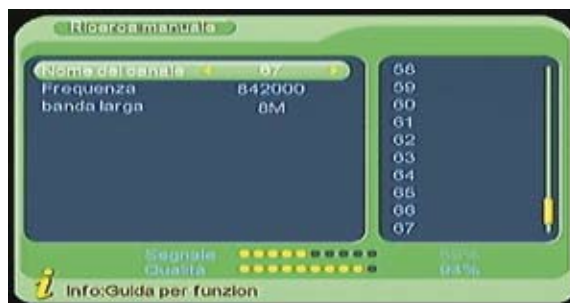 Ricerca manuale
Nome del canale 67
Frequenza 842000
banda larga 8M
58
59
60
61
62
63
64
65
66
67
Segnale
Qualità 93%
Info:Guida per funzion